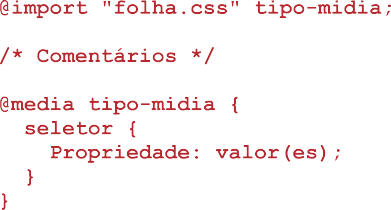 @import "folha.css" tipo-midia;
/* Comentários */
@media tipo-midia {
seletor {
Propriedade: valor(es);
}
}